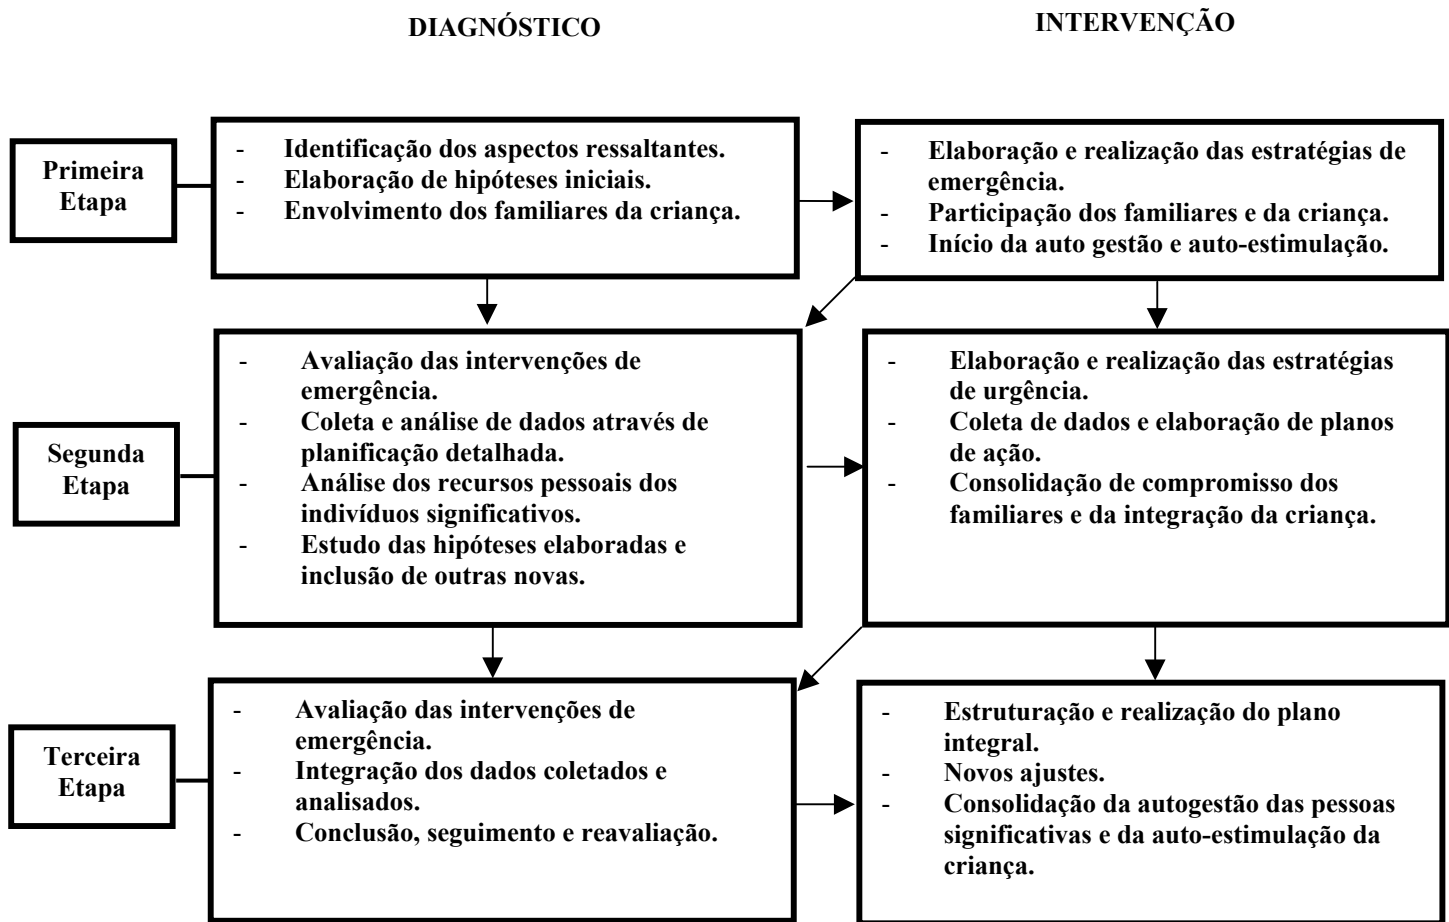 DIAGNÓSTICO
INTERVENÇÃO
Primeira
Etapa
- Identificação dos aspectos ressaltantes.
- Elaboração de hipóteses iniciais.
- Envolvimento dos familiares da criança.
- Elaboração e realização das estratégias de
emergência.
- Participação dos familiares e da criança.
- Início da auto gestão e auto-estimulação.
Segunda
Etapa
- Avaliação das intervenções de
emergência.
- Coleta e análise de dados através de
planificação detalhada.
- Análise dos recursos pessoais dos
indivíduos significativos.
- Estudo das hipóteses elaboradas e
inclusão de outras novas.
- Elaboração e realização das estratégias
de urgência.
- Coleta de dados e elaboração de planos
de ação.
- Consolidação de compromisso dos
familiares e da integração da criança.
Terceira
Etapa
- Avaliação das intervenções de
emergência.
- Integração dos dados coletados e
analisados.
- Conclusão, seguimento e reavaliação.
- Estruturação e realização do plano
integral.
- Novos ajustes.
- Consolidação da autogestão das pessoas
significativas e da auto-estimulação da
criança.